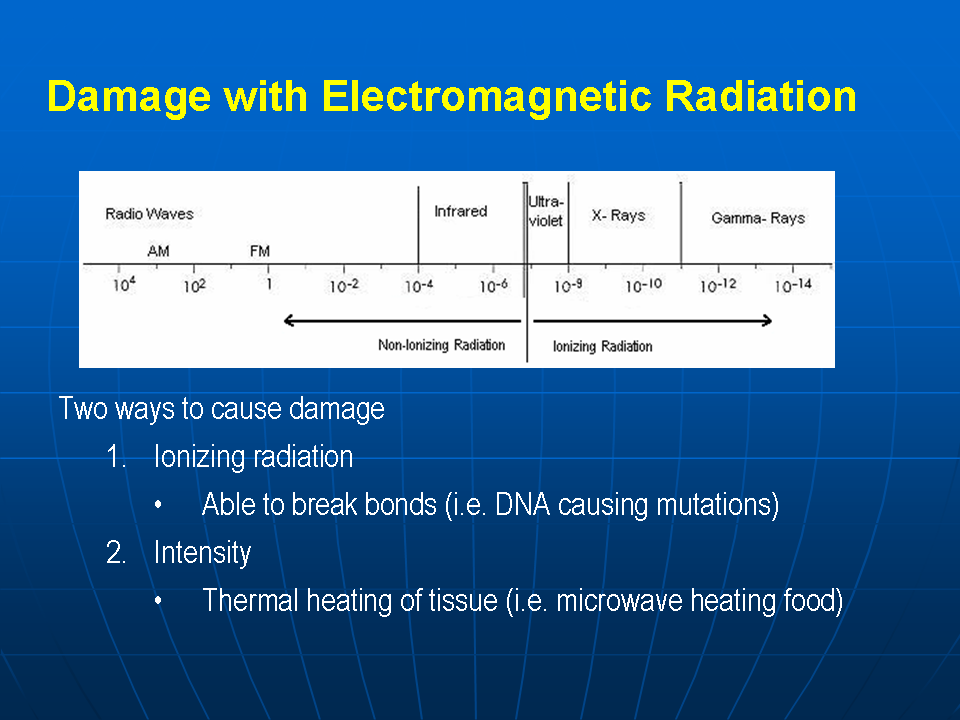 Damage with Electromagnetic Radiation
Radio Waves Infrared Ultra-violet X- Rays Gamma- Rays
AM FM
10⁴ 10² 1 10⁻² 10⁻⁴ 10⁻⁶ 10⁻⁹ 10⁻¹⁰ 10⁻¹² 10⁻¹⁴
Non-Ionizing Radiation Ionizing Radiation
Two ways to cause damage
1. Ionizing radiation
• Able to break bonds (i.e. DNA causing mutations)
2. Intensity
• Thermal heating of tissue (i.e. microwave heating food)